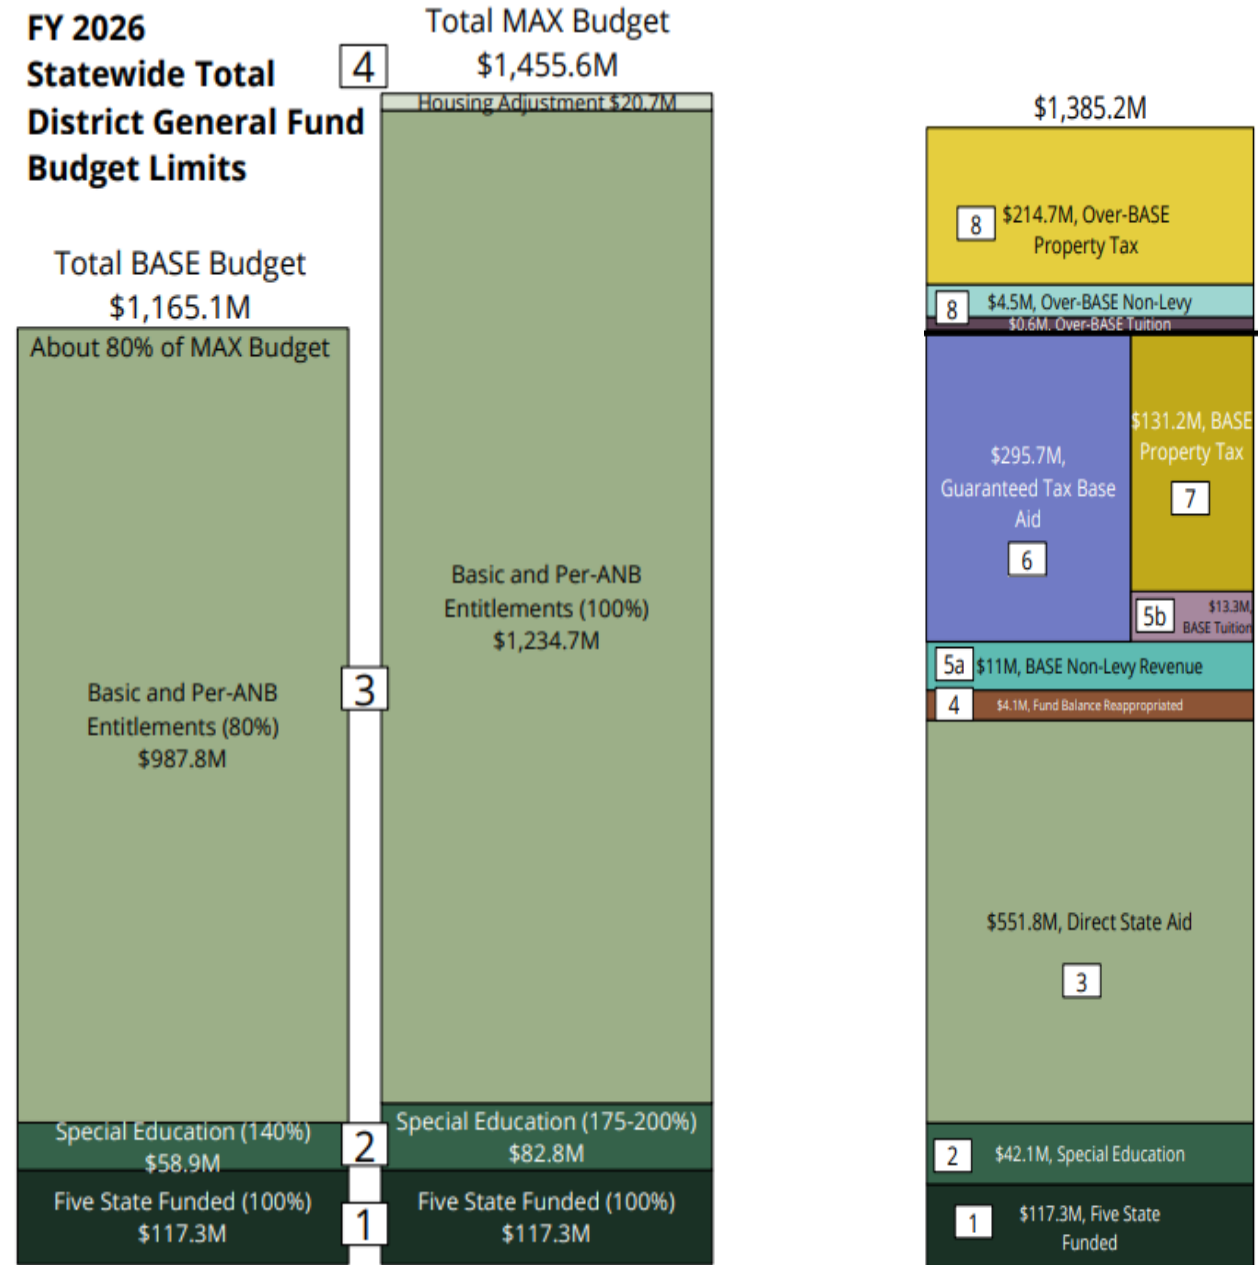 FY 2026
Statewide Total
District General Fund
Budget Limits
4
Total MAX Budget
$1,455.6M
Housing Adjustment $20.7M
Total BASE Budget
$1,165.1M
About 80% of MAX Budget
Basic and Per-ANB
Entitlements (80%)
$987.8M
3
Basic and Per-ANB
Entitlements (100%)
$1,234.7M
Special Education (140%)
$58.9M
2
Special Education (175-200%)
$82.8M
Five State Funded (100%)
$117.3M
1
Five State Funded (100%)
$117.3M
$1,385.2M
8
$214.7M, Over-BASE
Property Tax
8
$4.5M, Over-BASE Non-Levy
$0.6M. Over-BASE Tuition
$295.7M,
Guaranteed Tax Base
Aid
6
$131.2M, BASE
Property Tax
7
5b
$13.3M,
BASE Tuition
5a
$11M, BASE Non-Levy Revenue
4
$4.1M, Fund Balance Reappropriated
$551.8M, Direct State Aid
3
2
$42.1M, Special Education
1
$117.3M, Five State
Funded